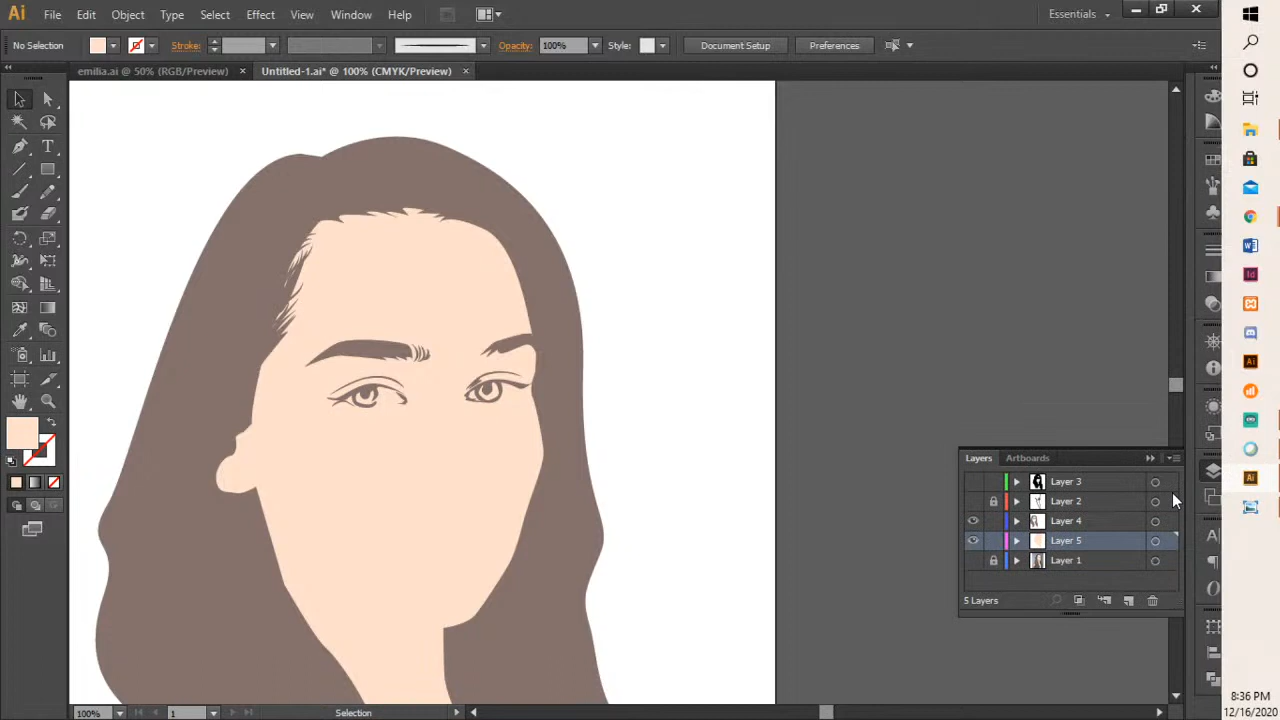 Ai File Edit Object Type Select Effect View Window Help Essentials
No Selection Stroke: Opacity: 100% Style: Document Setup Preferences
emilia.ai @ 50% (RGB/Preview) × Untitled-1.ai* @ 100% (CMYK/Preview) ×
Layers Artboards
Layer 3
Layer 2
Layer 4
Layer 5
Layer 1
5 Layers
100% 1 Selection
8:36 PM
12/16/2020